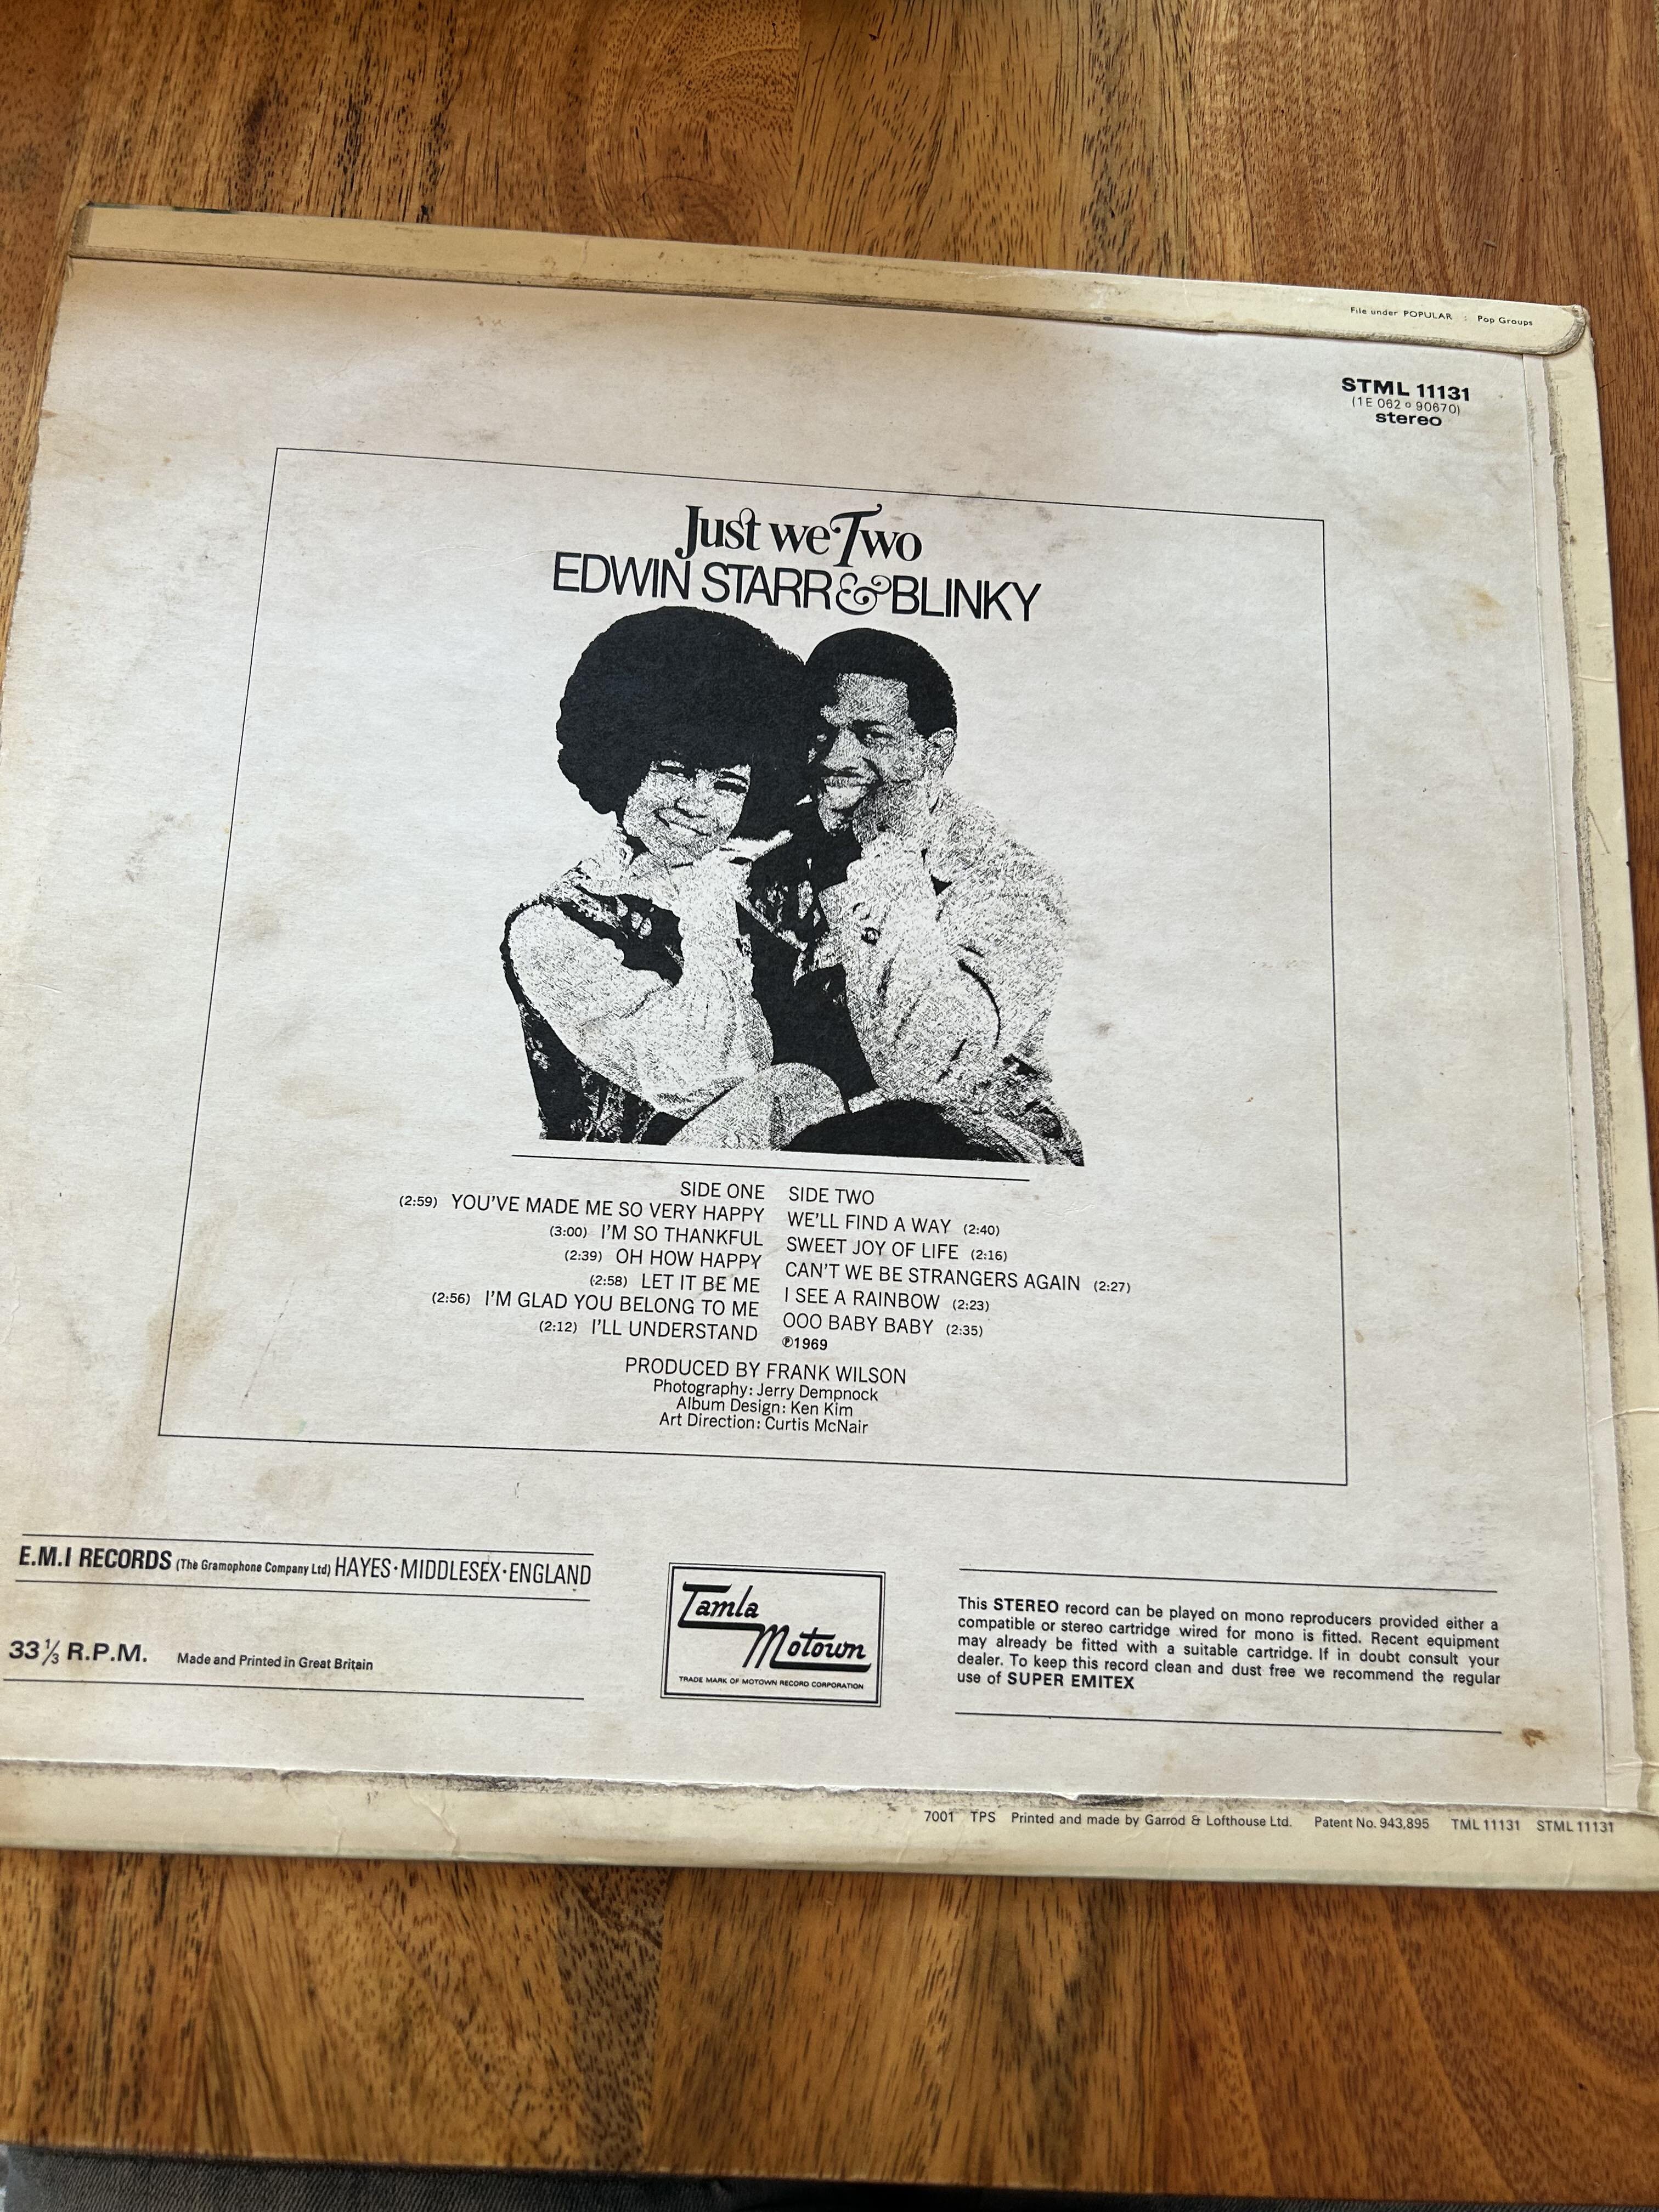 File under POPULAR : Pop Groups
STML 11131
(1E 062 o 90670)
stereo
Just we Two
EDWIN STARR & BLINKY
SIDE ONE
(2:59) YOU'VE MADE ME SO VERY HAPPY
(3:00) I'M SO THANKFUL
(2:39) OH HOW HAPPY
(2:58) LET IT BE ME
(2:56) I'M GLAD YOU BELONG TO ME
(2:12) I'LL UNDERSTAND
SIDE TWO
WE'LL FIND A WAY (2:40)
SWEET JOY OF LIFE (2:16)
CAN'T WE BE STRANGERS AGAIN (2:27)
I SEE A RAINBOW (2:23)
OOO BABY BABY (2:35)
℗1969
PRODUCED BY FRANK WILSON
Photography: Jerry Dempnock
Album Design: Ken Kim
Art Direction: Curtis McNair
E.M.I RECORDS (The Gramophone Company Ltd) HAYES·MIDDLESEX·ENGLAND
33⅓ R.P.M. Made and Printed in Great Britain
Tamla
Motown
TRADE MARK OF MOTOWN RECORD CORPORATION
This STEREO record can be played on mono reproducers provided either a
compatible or stereo cartridge wired for mono is fitted. Recent equipment
may already be fitted with a suitable cartridge. If in doubt consult your
dealer. To keep this record clean and dust free we recommend the regular
use of SUPER EMITEX
7001 TPS Printed and made by Garrod & Lofthouse Ltd. Patent No. 943,895 TML 11131 STML 11131